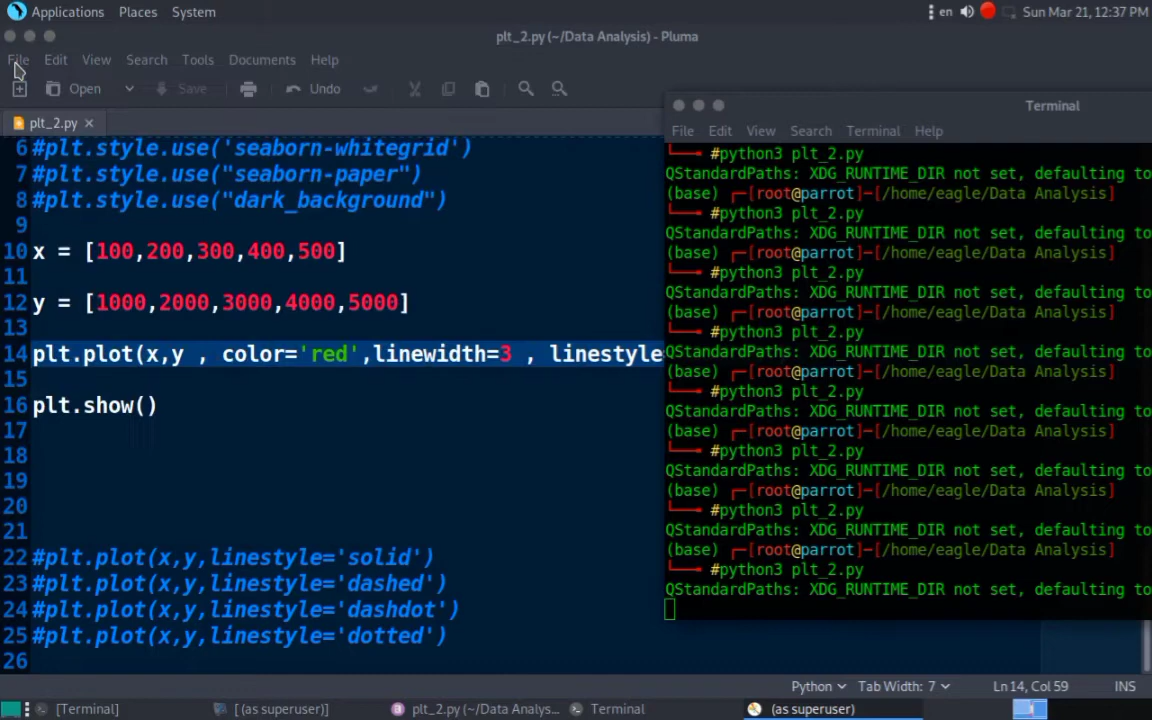 Applications Places System en Sun Mar 21, 12:37 PM
plt_2.py (~/Data Analysis) - Pluma
File Edit View Search Tools Documents Help
Open Save Undo
plt_2.py
6 #plt.style.use('seaborn-whitegrid')
7 #plt.style.use("seaborn-paper")
8 #plt.style.use("dark_background")
9
10 x = [100,200,300,400,500]
11
12 y = [1000,2000,3000,4000,5000]
13
14 plt.plot(x,y , color='red',linewidth=3 , linestyle
15
16 plt.show()
17
18
19
20
21
22 #plt.plot(x,y,linestyle='solid')
23 #plt.plot(x,y,linestyle='dashed')
24 #plt.plot(x,y,linestyle='dashdot')
25 #plt.plot(x,y,linestyle='dotted')
26
Terminal
File Edit View Search Terminal Help
#python3 plt_2.py
QStandardPaths: XDG_RUNTIME_DIR not set, defaulting to
(base) ┌─[root@parrot]─[/home/eagle/Data Analysis]
#python3 plt_2.py
QStandardPaths: XDG_RUNTIME_DIR not set, defaulting to
(base) ┌─[root@parrot]─[/home/eagle/Data Analysis]
#python3 plt_2.py
QStandardPaths: XDG_RUNTIME_DIR not set, defaulting to
(base) ┌─[root@parrot]─[/home/eagle/Data Analysis]
#python3 plt_2.py
QStandardPaths: XDG_RUNTIME_DIR not set, defaulting to
(base) ┌─[root@parrot]─[/home/eagle/Data Analysis]
#python3 plt_2.py
QStandardPaths: XDG_RUNTIME_DIR not set, defaulting to
(base) ┌─[root@parrot]─[/home/eagle/Data Analysis]
#python3 plt_2.py
QStandardPaths: XDG_RUNTIME_DIR not set, defaulting to
(base) ┌─[root@parrot]─[/home/eagle/Data Analysis]
#python3 plt_2.py
QStandardPaths: XDG_RUNTIME_DIR not set, defaulting to
(base) ┌─[root@parrot]─[/home/eagle/Data Analysis]
#python3 plt_2.py
QStandardPaths: XDG_RUNTIME_DIR not set, defaulting to
Python Tab Width: 7 Ln 14, Col 59 INS
[Terminal] [ (as superuser)] plt_2.py (~/Data Analys... Terminal (as superuser)